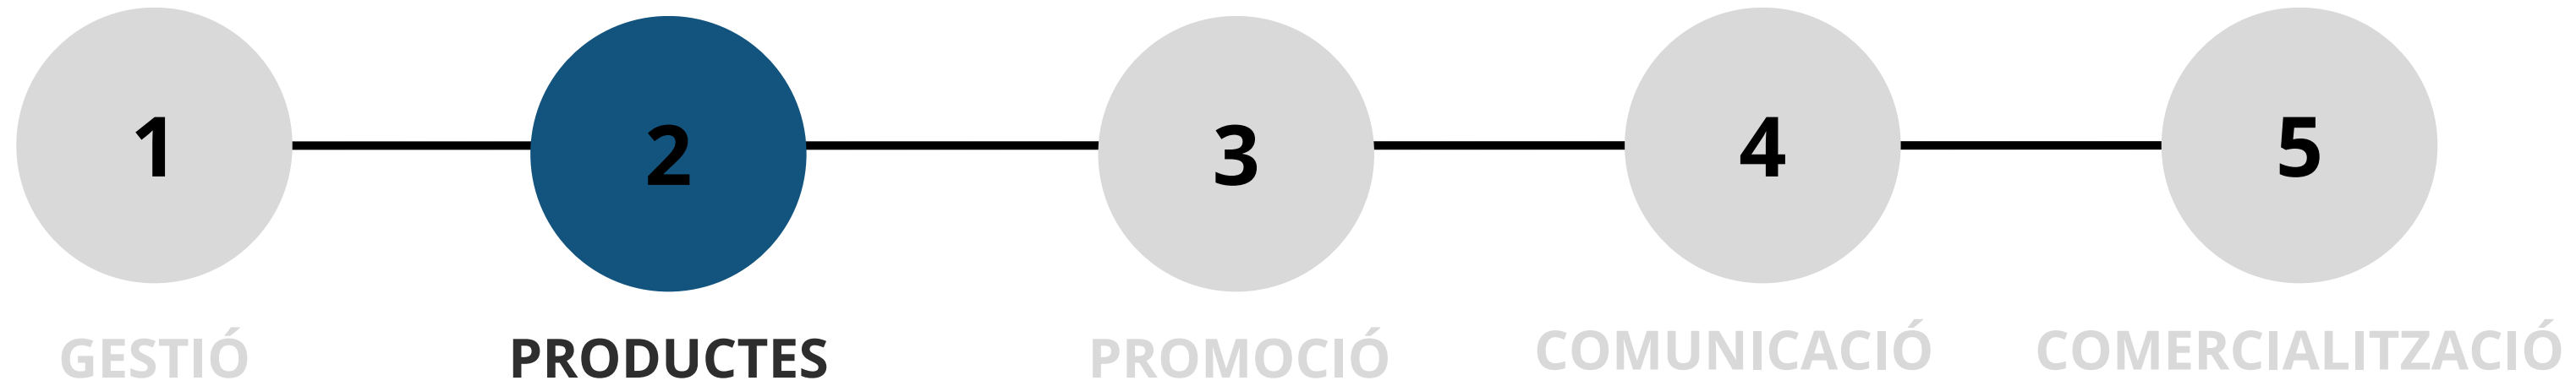 1
2
3
4
5
GESTIÓ
PRODUCTES
PROMOCIÓ
COMUNICACIÓ
COMERCIALITZACIÓ